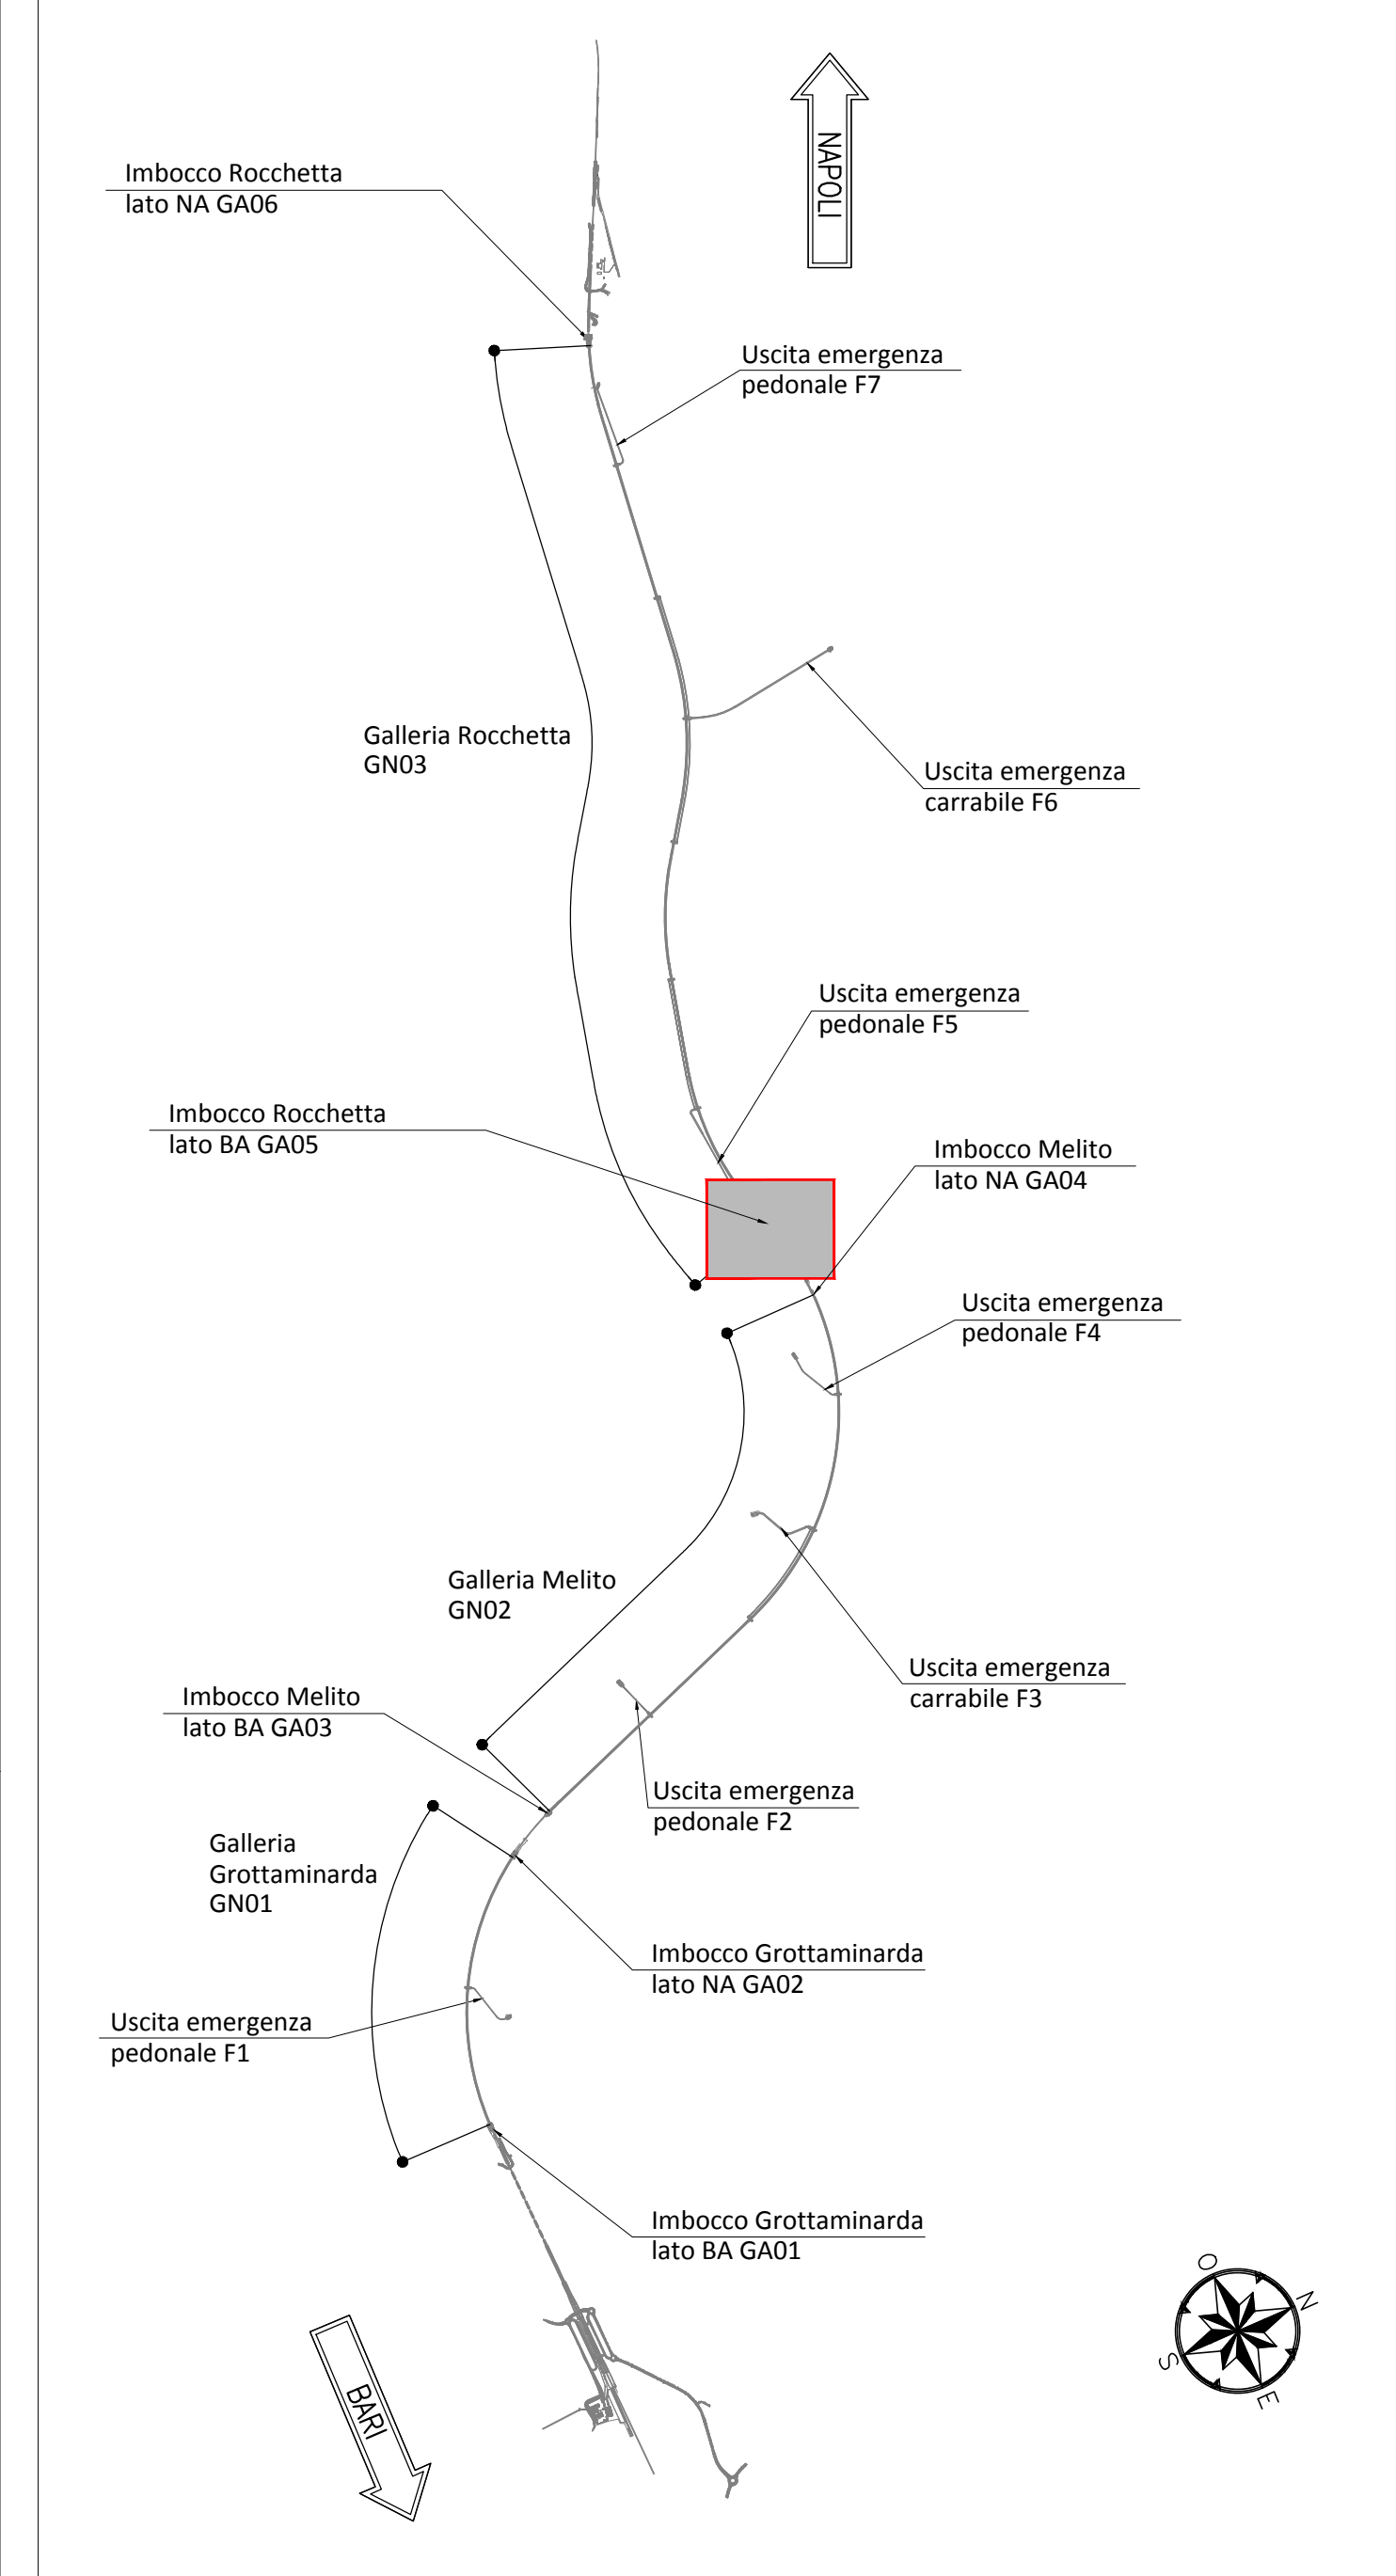 NAPOLI
Imbocco Rocchetta
lato NA GA06
Uscita emergenza
pedonale F7
Galleria Rocchetta
GN03
Uscita emergenza
carrabile F6
Uscita emergenza
pedonale F5
Imbocco Rocchetta
lato BA GA05
Imbocco Melito
lato NA GA04
Uscita emergenza
pedonale F4
Galleria Melito
GN02
Uscita emergenza
carrabile F3
Imbocco Melito
lato BA GA03
Uscita emergenza
pedonale F2
Galleria
Grottaminarda
GN01
Imbocco Grottaminarda
lato NA GA02
Uscita emergenza
pedonale F1
Imbocco Grottaminarda
lato BA GA01
O
N
S
E
BARI